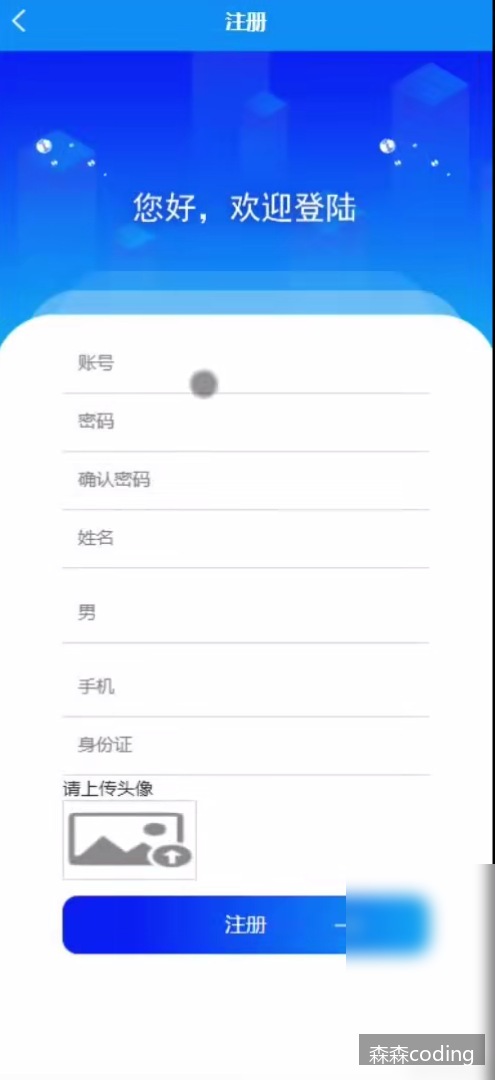 注册
您好，欢迎登陆
账号
密码
确认密码
姓名
男
手机
身份证
请上传头像
注册
森森coding